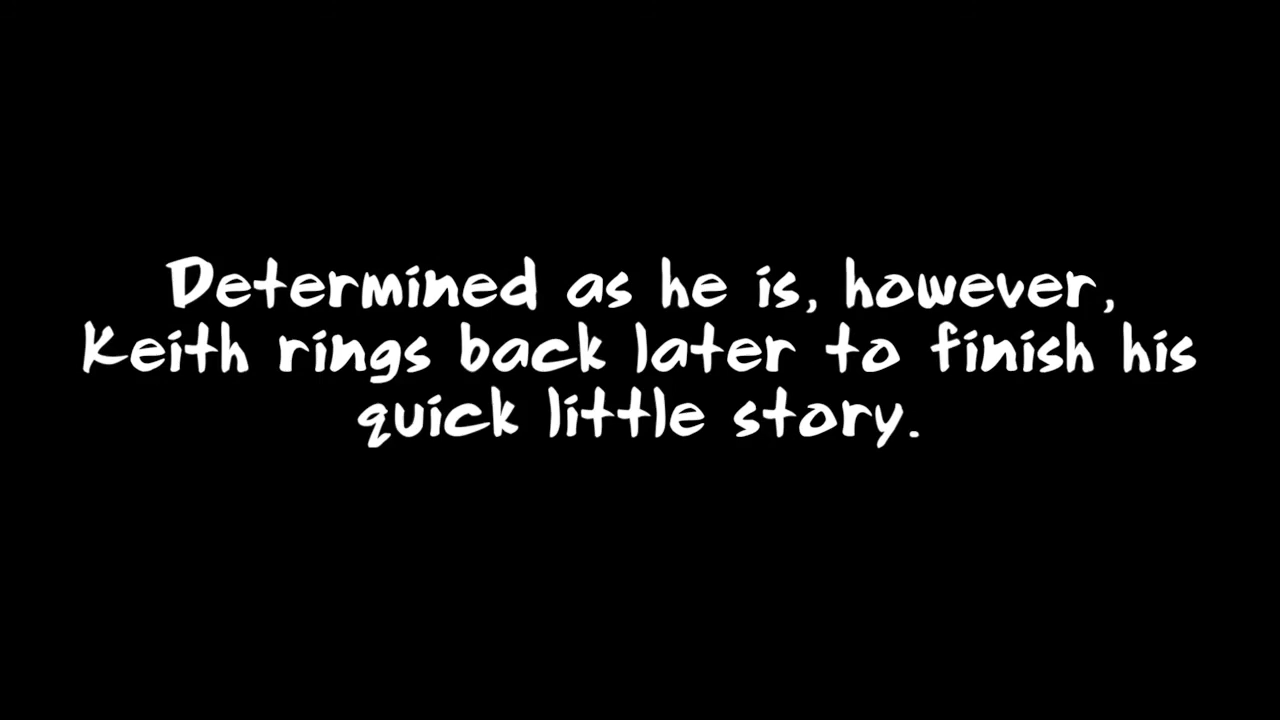 Determined as he is, however,
Keith rings back later to finish his
quick little story.